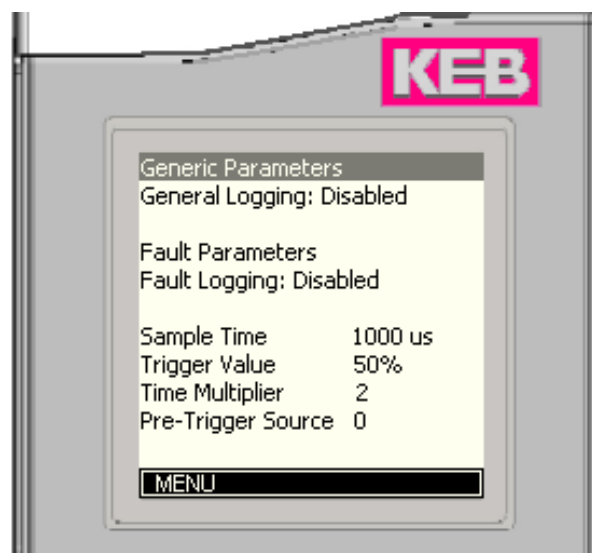 KEB
Generic Parameters
General Logging: Disabled
Fault Parameters
Fault Logging: Disabled
Sample Time 1000 us
Trigger Value 50%
Time Multiplier 2
Pre-Trigger Source 0
MENU